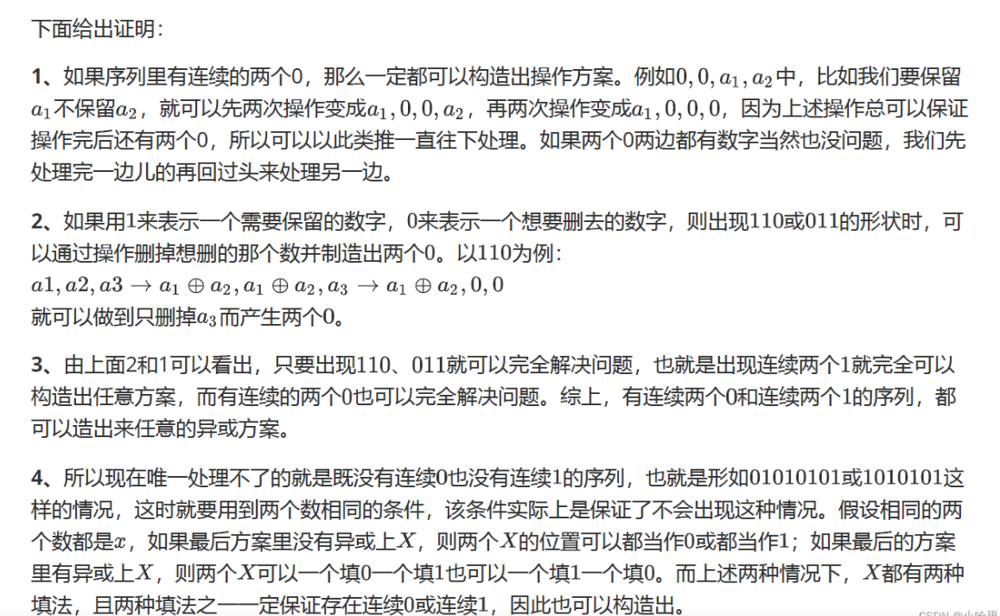 下面给出证明：
1、如果序列里有连续的两个0，那么一定都可以构造出操作方案。例如0, 0, a₁, a₂中，比如我们要保留
a₁不保留a₂，就可以先两次操作变成a₁, 0, 0, a₂，再两次操作变成a₁, 0, 0, 0，因为上述操作总可以保证
操作完后还有两个0，所以可以以此类推一直往下处理。如果两个0两边都有数字当然也没问题，我们先
处理完一边儿的再回过头来处理另一边。
2、如果用1来表示一个需要保留的数字，0来表示一个想要删去的数字，则出现110或011的形状时，可
以通过操作删掉想删的那个数并制造出两个0。以110为例：
a1, a2, a3 → a₁ ⊕ a₂, a₁ ⊕ a₂, a₃ → a₁ ⊕ a₂, 0, 0
就可以做到只删掉a₃而产生两个0。
3、由上面2和1可以看出，只要出现110、011就可以完全解决问题，也就是出现连续两个1就完全可以
构造出任意方案，而有连续的两个0也可以完全解决问题。综上，有连续两个0和连续两个1的序列，都
可以造出来任意的异或方案。
4、所以现在唯一处理不了的就是既没有连续0也没有连续1的序列，也就是形如01010101或1010101这
样的情况，这时就要用到两个数相同的条件，该条件实际上是保证了不会出现这种情况。假设相同的两
个数都是x，如果最后方案里没有异或上X，则两个X的位置可以都当作0或都当作1；如果最后的方案
里有异或上X，则两个X可以一个填0一个填1也可以一个填1一个填0。而上述两种情况下，X都有两种
填法，且两种填法之一一定保证存在连续0或连续1，因此也可以构造出。